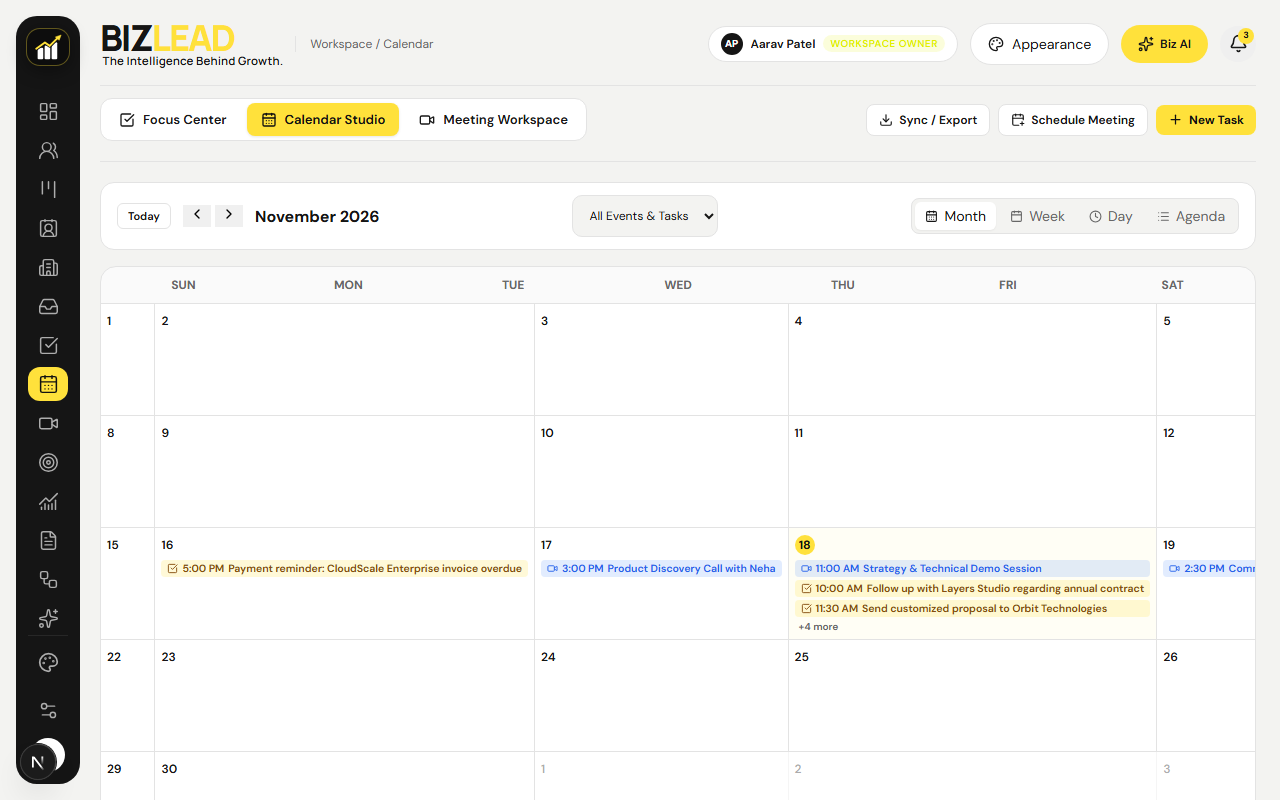 BIZLEAD
The Intelligence Behind Growth.
Workspace / Calendar
AP Aarav Patel WORKSPACE OWNER
Appearance
Biz AI
3
Focus Center
Calendar Studio
Meeting Workspace
Sync / Export
Schedule Meeting
New Task
Today
November 2026
All Events & Tasks
Month
Week
Day
Agenda
SUN MON TUE WED THU FRI SAT
1 2 3 4 5
8 9 10 11 12
15 16 17 18 19
5:00 PM Payment reminder: CloudScale Enterprise invoice overdue
3:00 PM Product Discovery Call with Neha
11:00 AM Strategy & Technical Demo Session
10:00 AM Follow up with Layers Studio regarding annual contract
11:30 AM Send customized proposal to Orbit Technologies
+4 more
2:30 PM
22 23 24 25 26
29 30 1 2 3
N